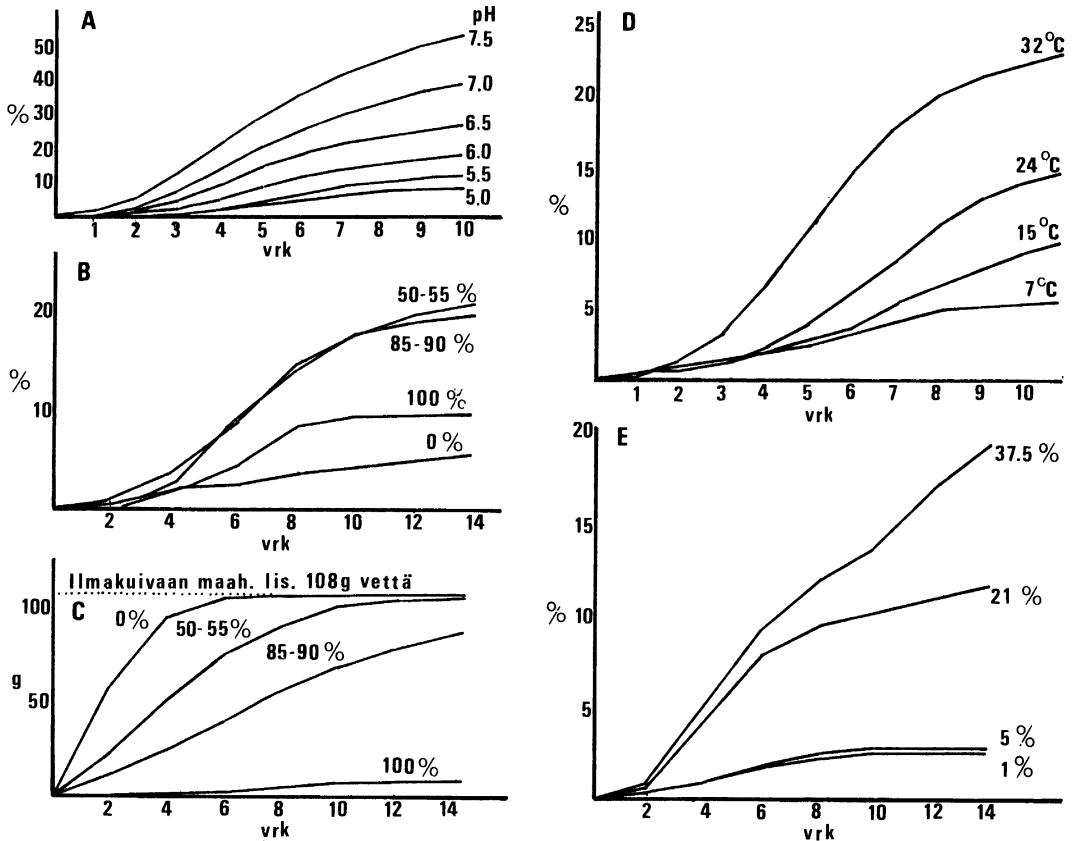 A
pH
7.5
7.0
6.5
6.0
5.5
5.0
50
40
30
20
10
%
1 2 3 4 5 6 7 8 9 10
vrk
B
50-55 %
85-90 %
100 %
0 %
20
10
%
2 4 6 8 10 12 14
vrk
Ilmakuivaan maah. lis. 108g vettä
C
0%
50-55%
85-90%
100%
100
50
g
2 4 6 8 10 12 14
vrk
D
32°C
24°C
15°C
7°C
25
20
15
10
5
%
1 2 3 4 5 6 7 8 9 10
vrk
E
37.5 %
21 %
5 %
1 %
20
15
10
5
%
2 4 6 8 10 12 14
vrk